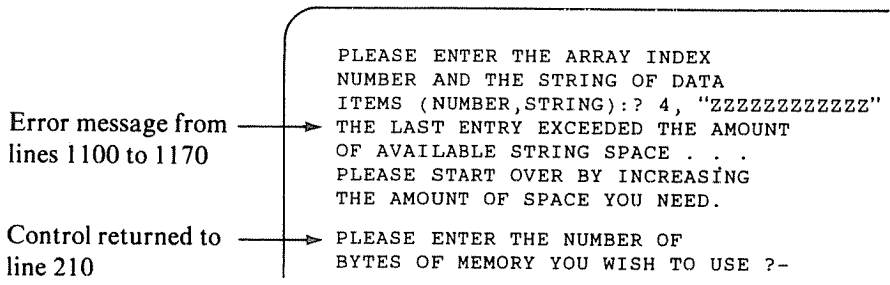 PLEASE ENTER THE ARRAY INDEX
NUMBER AND THE STRING OF DATA
ITEMS (NUMBER,STRING):? 4, "ZZZZZZZZZZZZ"
Error message from
lines 1100 to 1170
THE LAST ENTRY EXCEEDED THE AMOUNT
OF AVAILABLE STRING SPACE . . .
PLEASE START OVER BY INCREASING
THE AMOUNT OF SPACE YOU NEED.
Control returned to
line 210
PLEASE ENTER THE NUMBER OF
BYTES OF MEMORY YOU WISH TO USE ?-